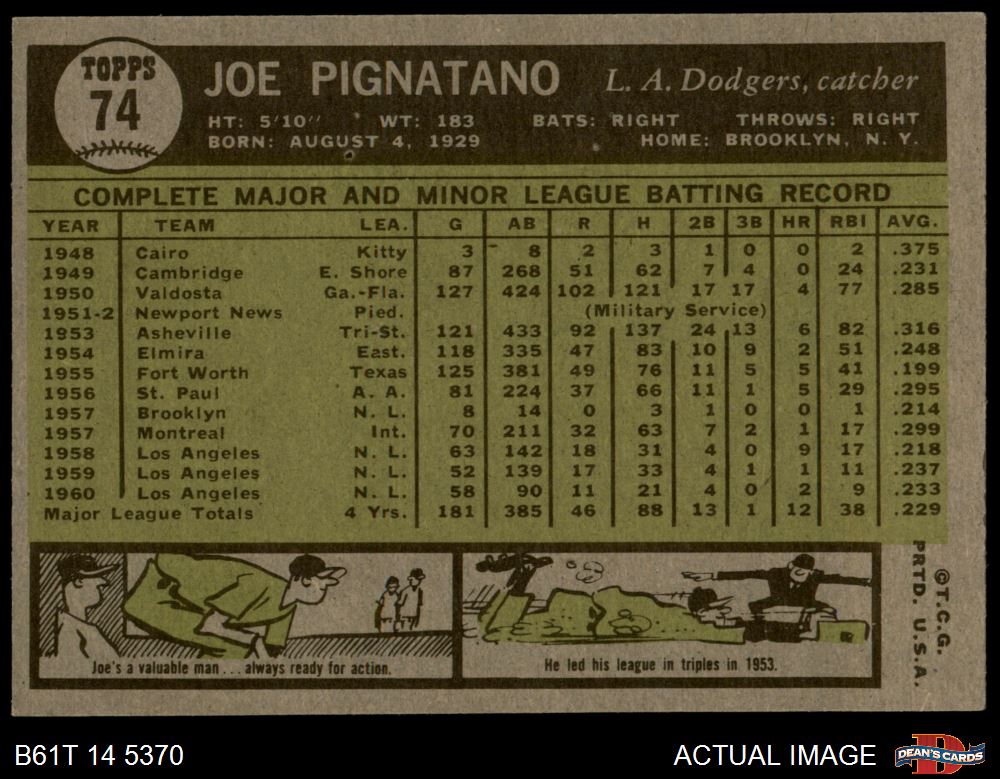 TOPPS
74
JOE PIGNATANO L. A. Dodgers, catcher
HT: 5'10" WT: 183 BATS: RIGHT THROWS: RIGHT
BORN: AUGUST 4, 1929 HOME: BROOKLYN, N. Y.
COMPLETE MAJOR AND MINOR LEAGUE BATTING RECORD
YEAR TEAM LEA. G AB R H 2B 3B HR RBI AVG.
1948 Cairo Kitty 3 8 2 3 1 0 0 2 .375
1949 Cambridge E. Shore 87 268 51 62 7 4 0 24 .231
1950 Valdosta Ga.-Fla. 127 424 102 121 17 17 4 77 .285
1951-2 Newport News Pied. (Military Service)
1953 Asheville Tri-St. 121 433 92 137 24 13 6 82 .316
1954 Elmira East. 118 335 47 83 10 9 2 51 .248
1955 Fort Worth Texas 125 381 49 76 11 5 5 41 .199
1956 St. Paul A. A. 81 224 37 66 11 1 5 29 .295
1957 Brooklyn N. L. 8 14 0 3 1 0 0 1 .214
1957 Montreal Int. 70 211 32 63 7 2 1 17 .299
1958 Los Angeles N. L. 63 142 18 31 4 0 9 17 .218
1959 Los Angeles N. L. 52 139 17 33 4 1 1 11 .237
1960 Los Angeles N. L. 58 90 11 21 4 0 2 9 .233
Major League Totals 4 Yrs. 181 385 46 88 13 1 12 38 .229
Joe's a valuable man . . . always ready for action.
He led his league in triples in 1953.
©T.C.G.
PRTD. U.S.A.
B61T 14 5370 ACTUAL IMAGE DEAN'S CARDS